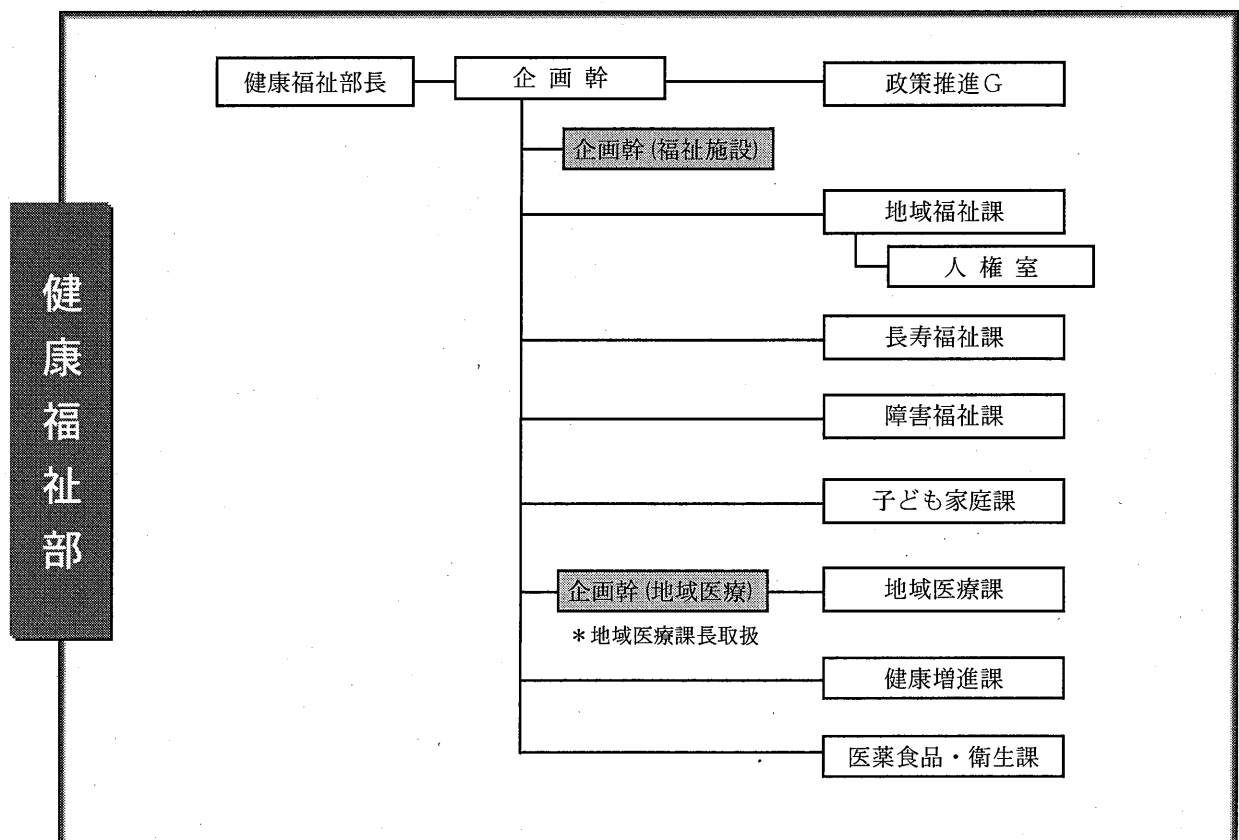 健康福祉部
健康福祉部長
企画幹
政策推進G
企画幹(福祉施設)
地域福祉課
人権室
長寿福祉課
障害福祉課
子ども家庭課
企画幹(地域医療)
地域医療課
*地域医療課長取扱
健康増進課
医薬食品・衛生課